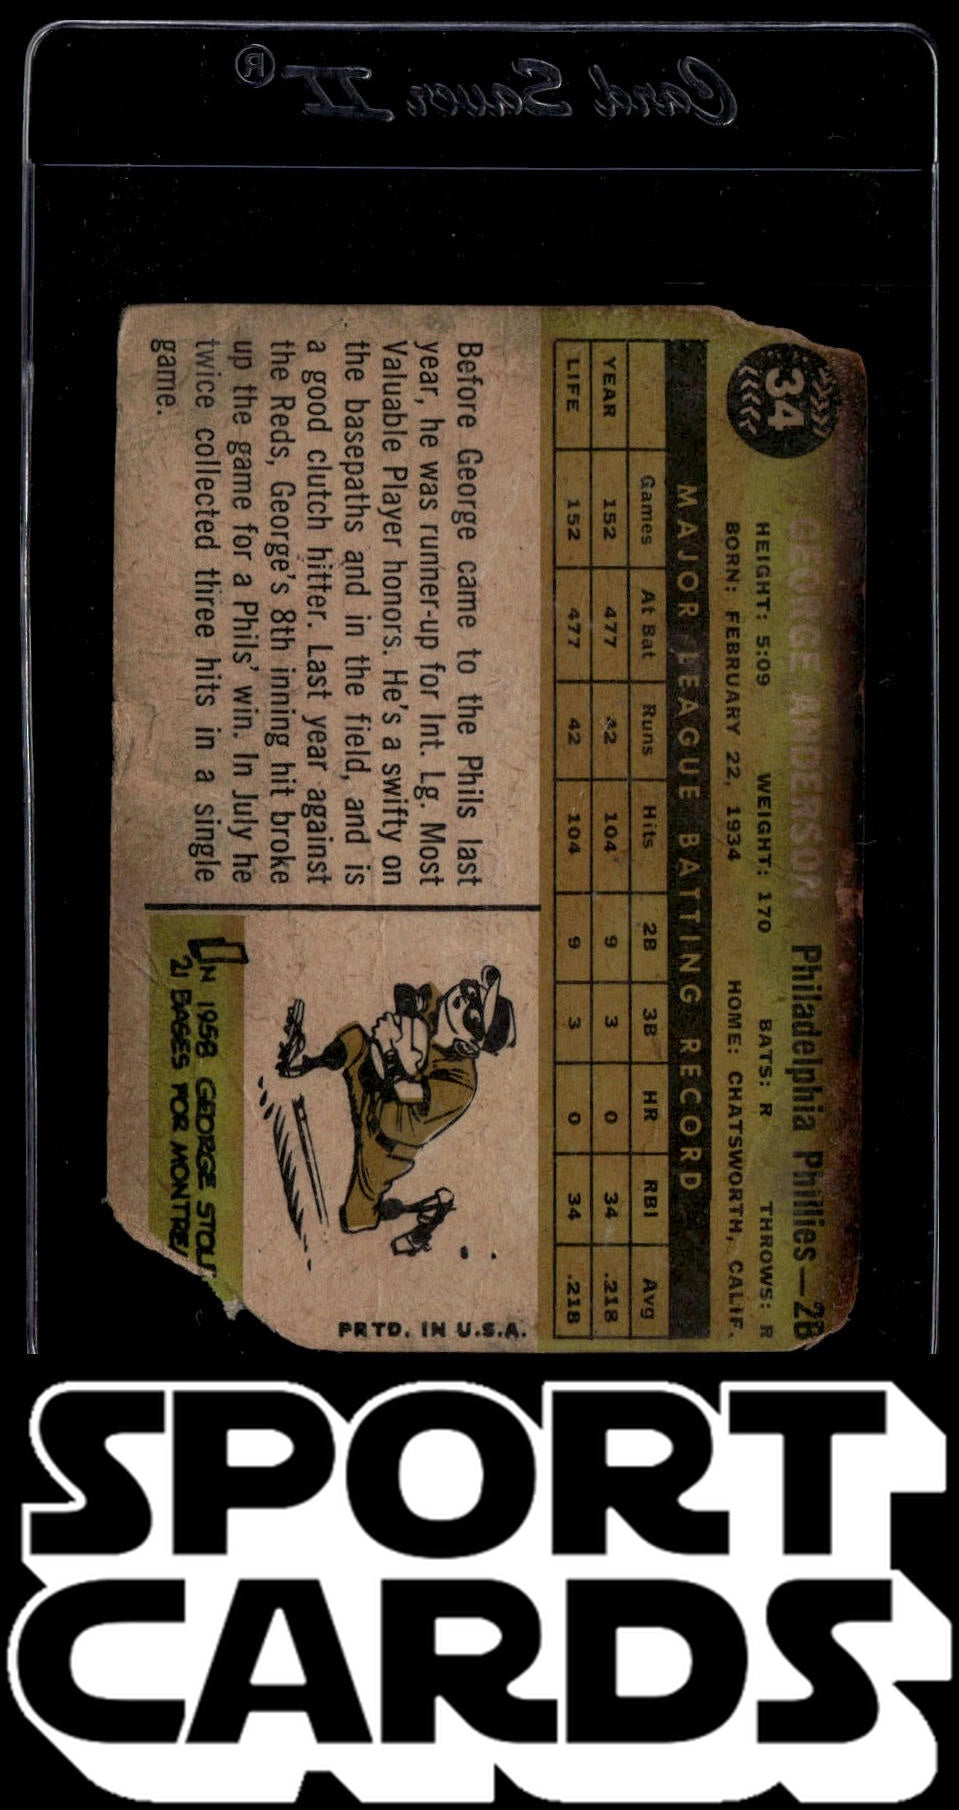 Card Saver II®
34
GEORGE ANDERSON Philadelphia Phillies—2B
HEIGHT: 5:09 WEIGHT: 170 BATS: R THROWS: R
BORN: FEBRUARY 22, 1934 HOME: CHATSWORTH, CALIF.
MAJOR LEAGUE BATTING RECORD
Games At Bat Runs Hits 2B 3B HR RBI Avg
YEAR 152 477 42 104 9 3 0 34 .218
LIFE 152 477 42 104 9 3 0 34 .218
Before George came to the Phils last
year, he was runner-up for Int. Lg. Most
Valuable Player honors. He's a swifty on
the basepaths and in the field, and is
a good clutch hitter. Last year against
the Reds, George's 8th inning hit broke
up the game for a Phils' win. In July he
twice collected three hits in a single
game.
IN 1958 GEORGE STOL
21 BASES FOR MONTRE
PRTD. IN U.S.A.
SPORT
CARDS